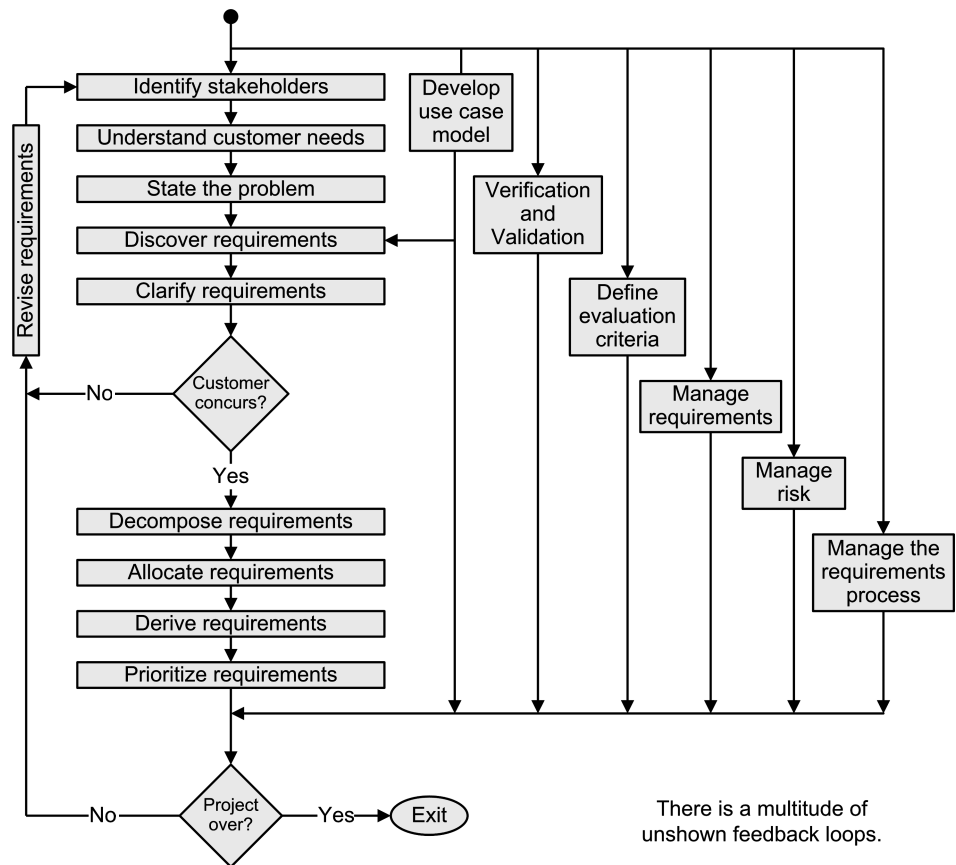 Identify stakeholders
Understand customer needs
State the problem
Discover requirements
Clarify requirements
Revise requirements
Customer
concurs?
No
Yes
Decompose requirements
Allocate requirements
Derive requirements
Prioritize requirements
Project
over?
No
Yes
Exit
Develop
use case
model
Verification
and
Validation
Define
evaluation
criteria
Manage
requirements
Manage
risk
Manage the
requirements
process
There is a multitude of
unshown feedback loops.